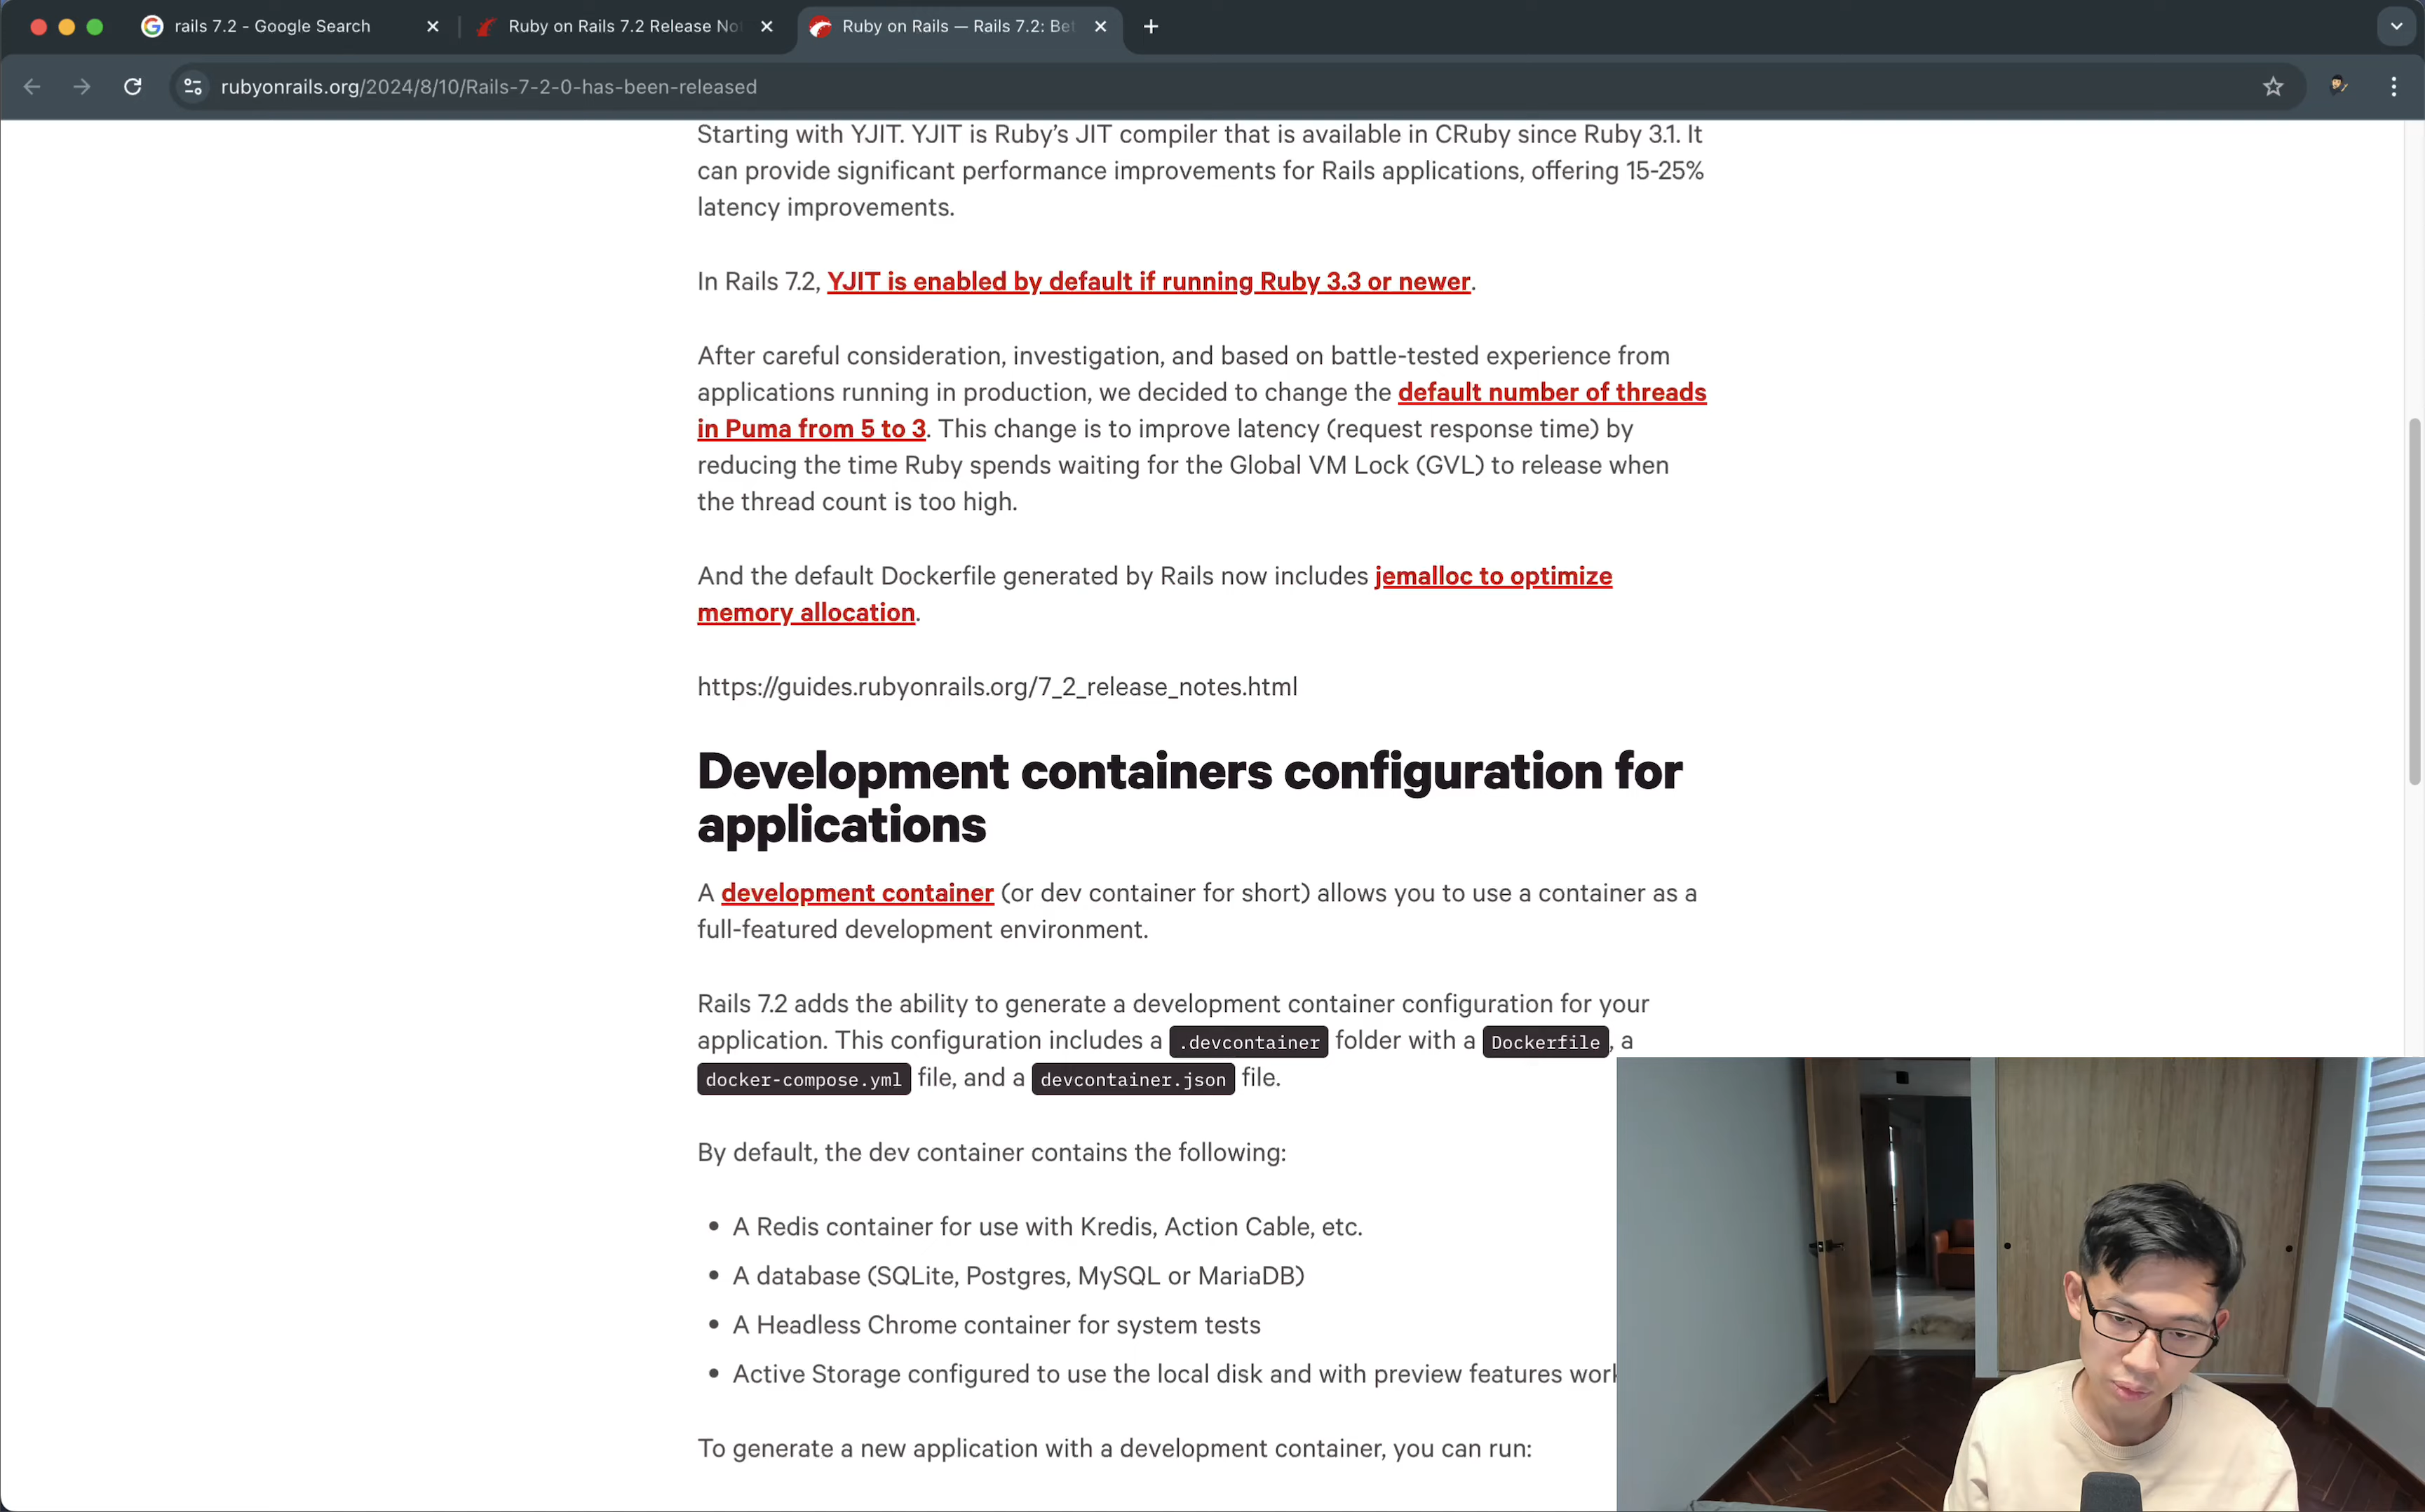 rails 7.2 - Google Search
Ruby on Rails 7.2 Release No
Ruby on Rails — Rails 7.2: Bet
rubyonrails.org/2024/8/10/Rails-7-2-0-has-been-released
Starting with YJIT. YJIT is Ruby’s JIT compiler that is available in CRuby since Ruby 3.1. It
can provide significant performance improvements for Rails applications, offering 15-25%
latency improvements.
In Rails 7.2, YJIT is enabled by default if running Ruby 3.3 or newer.
After careful consideration, investigation, and based on battle-tested experience from
applications running in production, we decided to change the default number of threads
in Puma from 5 to 3. This change is to improve latency (request response time) by
reducing the time Ruby spends waiting for the Global VM Lock (GVL) to release when
the thread count is too high.
And the default Dockerfile generated by Rails now includes jemalloc to optimize
memory allocation.
https://guides.rubyonrails.org/7_2_release_notes.html
Development containers configuration for
applications
A development container (or dev container for short) allows you to use a container as a
full-featured development environment.
Rails 7.2 adds the ability to generate a development container configuration for your
application. This configuration includes a .devcontainer folder with a Dockerfile, a
docker-compose.yml file, and a devcontainer.json file.
By default, the dev container contains the following:
• A Redis container for use with Kredis, Action Cable, etc.
• A database (SQLite, Postgres, MySQL or MariaDB)
• A Headless Chrome container for system tests
• Active Storage configured to use the local disk and with preview features work
To generate a new application with a development container, you can run: